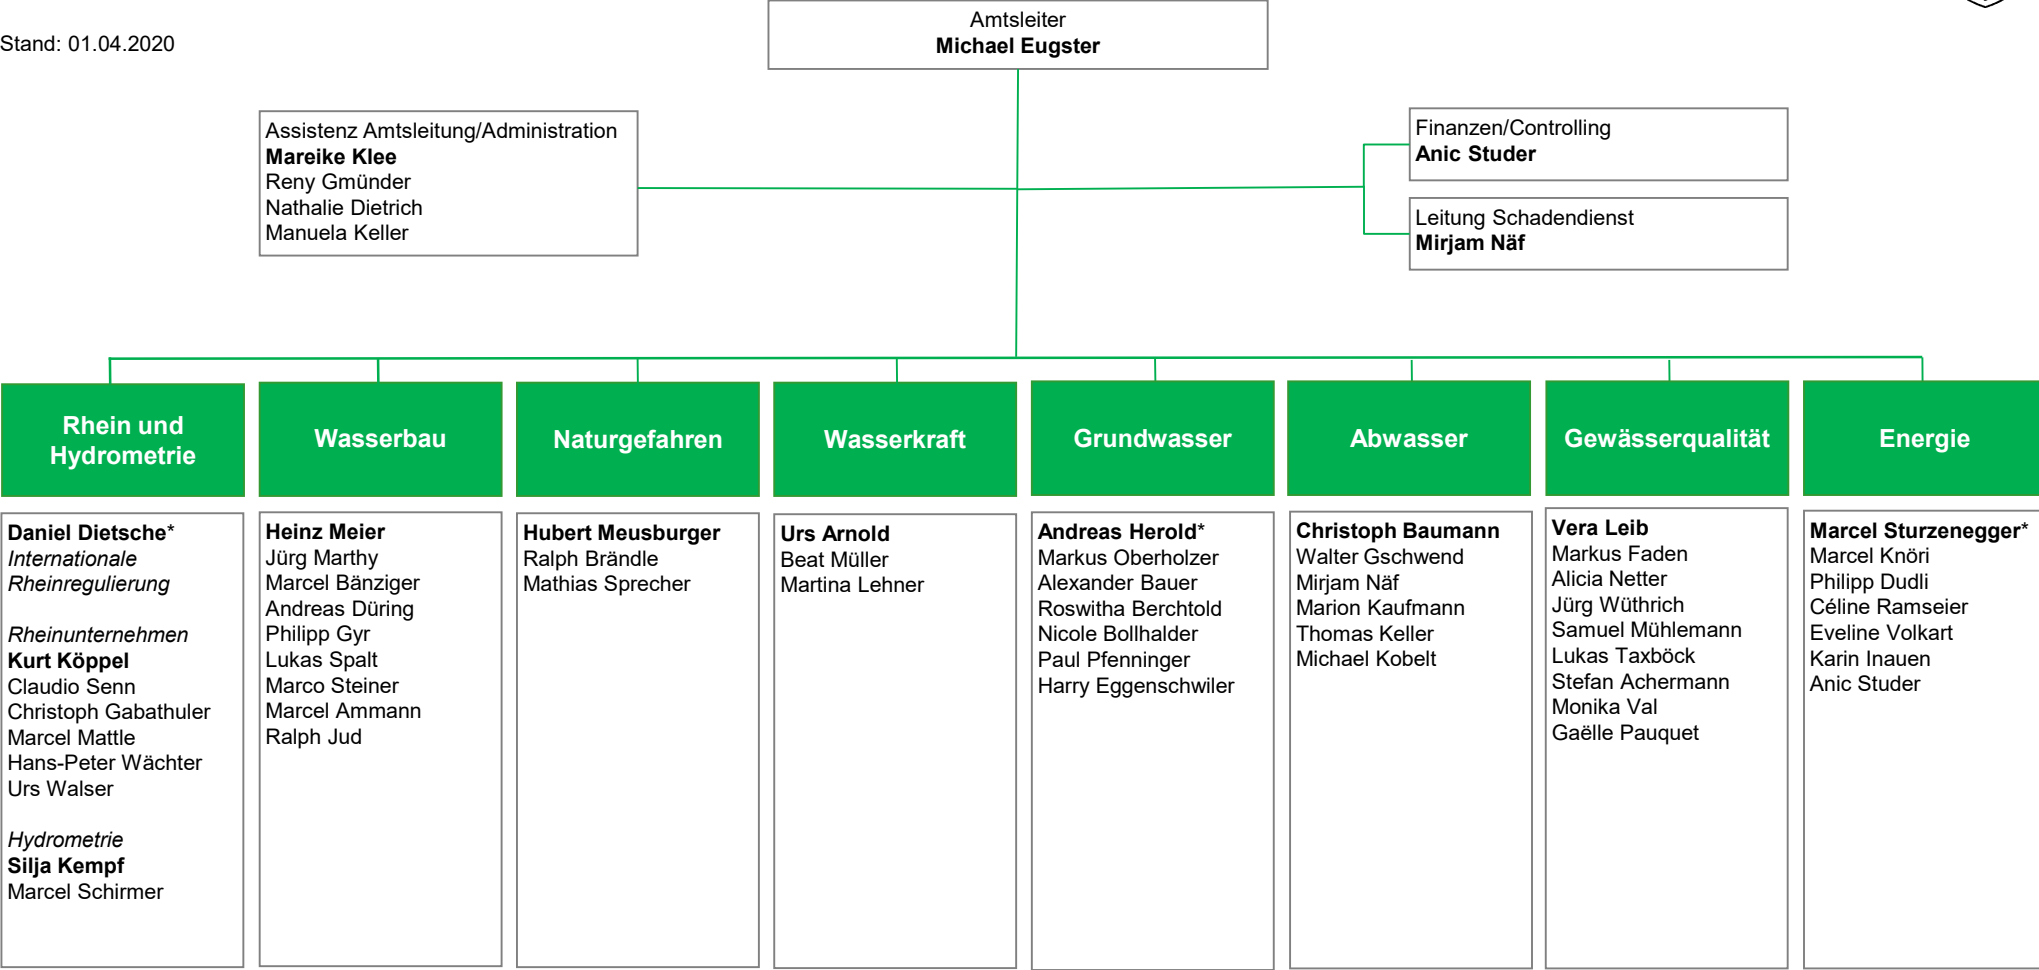 Amtsleiter
Michael Eugster
Stand: 01.04.2020
Assistenz Amtsleitung/Administration
Mareike Klee
Reny Gmünder
Nathalie Dietrich
Manuela Keller
Finanzen/Controlling
Anic Studer
Leitung Schadendienst
Mirjam Näf
Rhein und
Hydrometrie
Wasserbau
Naturgefahren
Wasserkraft
Grundwasser
Abwasser
Gewässerqualität
Energie
Daniel Dietsche*
Internationale
Rheinregulierung
Rheinunternehmen
Kurt Köppel
Claudio Senn
Christoph Gabathuler
Marcel Mattle
Hans-Peter Wächter
Urs Walser
Hydrometrie
Silja Kempf
Marcel Schirmer
Heinz Meier
Jürg Marthy
Marcel Bänziger
Andreas Düring
Philipp Gyr
Lukas Spalt
Marco Steiner
Marcel Ammann
Ralph Jud
Hubert Meusburger
Ralph Brändle
Mathias Sprecher
Urs Arnold
Beat Müller
Martina Lehner
Andreas Herold*
Markus Oberholzer
Alexander Bauer
Roswitha Berchtold
Nicole Bollhalder
Paul Pfenninger
Harry Eggenschwiler
Christoph Baumann
Walter Gschwend
Mirjam Näf
Marion Kaufmann
Thomas Keller
Michael Kobelt
Vera Leib
Markus Faden
Alicia Netter
Jürg Wüthrich
Samuel Mühlemann
Lukas Taxböck
Stefan Achermann
Monika Val
Gaëlle Pauquet
Marcel Sturzenegger*
Marcel Knöri
Philipp Dudli
Céline Ramseier
Eveline Volkart
Karin Inauen
Anic Studer